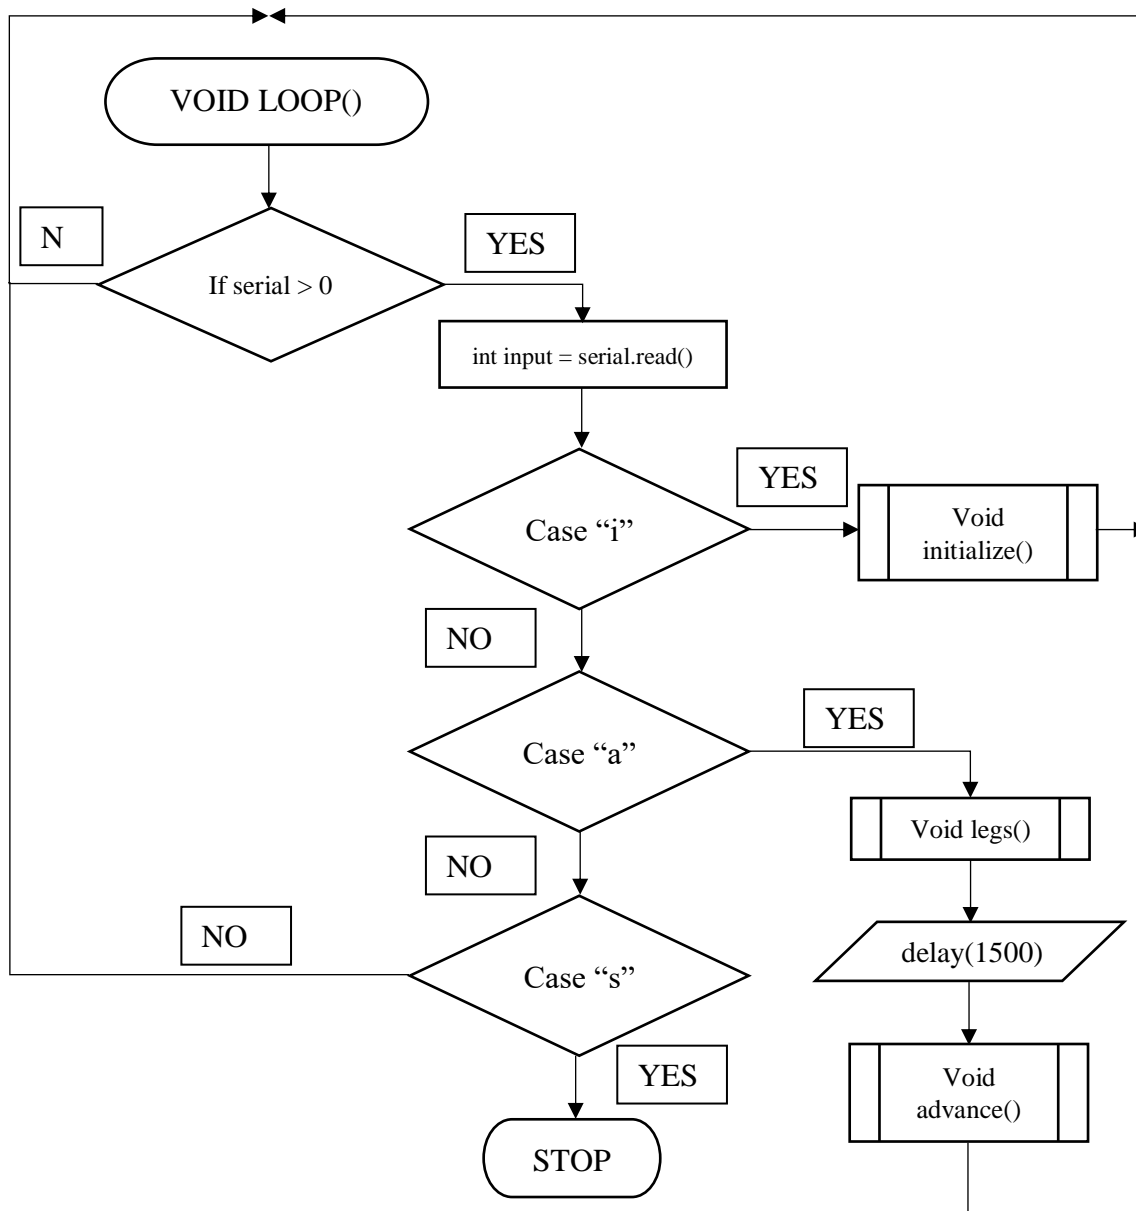 VOID LOOP()
N
YES
If serial > 0
int input = serial.read()
YES
Case “i”
Void
initialize()
NO
YES
Case “a”
Void legs()
NO
NO
delay(1500)
Case “s”
YES
Void
advance()
STOP